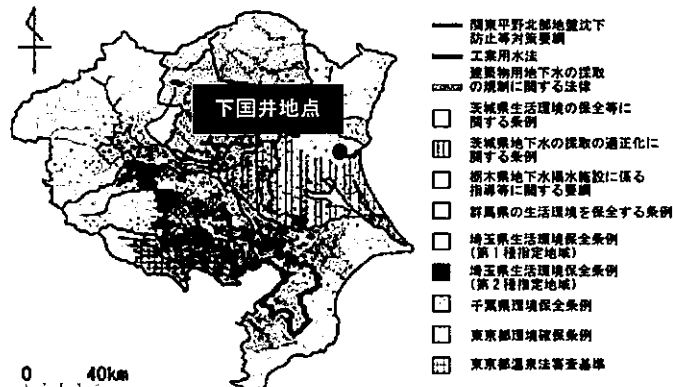 関東平野北部地盤沈下
防止等対策要綱
工業用水法
建築物用地下水の採取
の規制に関する法律
下国井地点
茨城県生活環境の保全等に
関する条例
茨城県地下水の採取の適正化に
関する条例
栃木県地下水揚水施設に係る
指導等に関する要綱
群馬県の生活環境を保全する条例
埼玉県生活環境保全条例
(第1種指定地域)
埼玉県生活環境保全条例
(第2種指定地域)
千葉県環境保全条例
東京都環境確保条例
東京都温泉法審査基準
0 40km